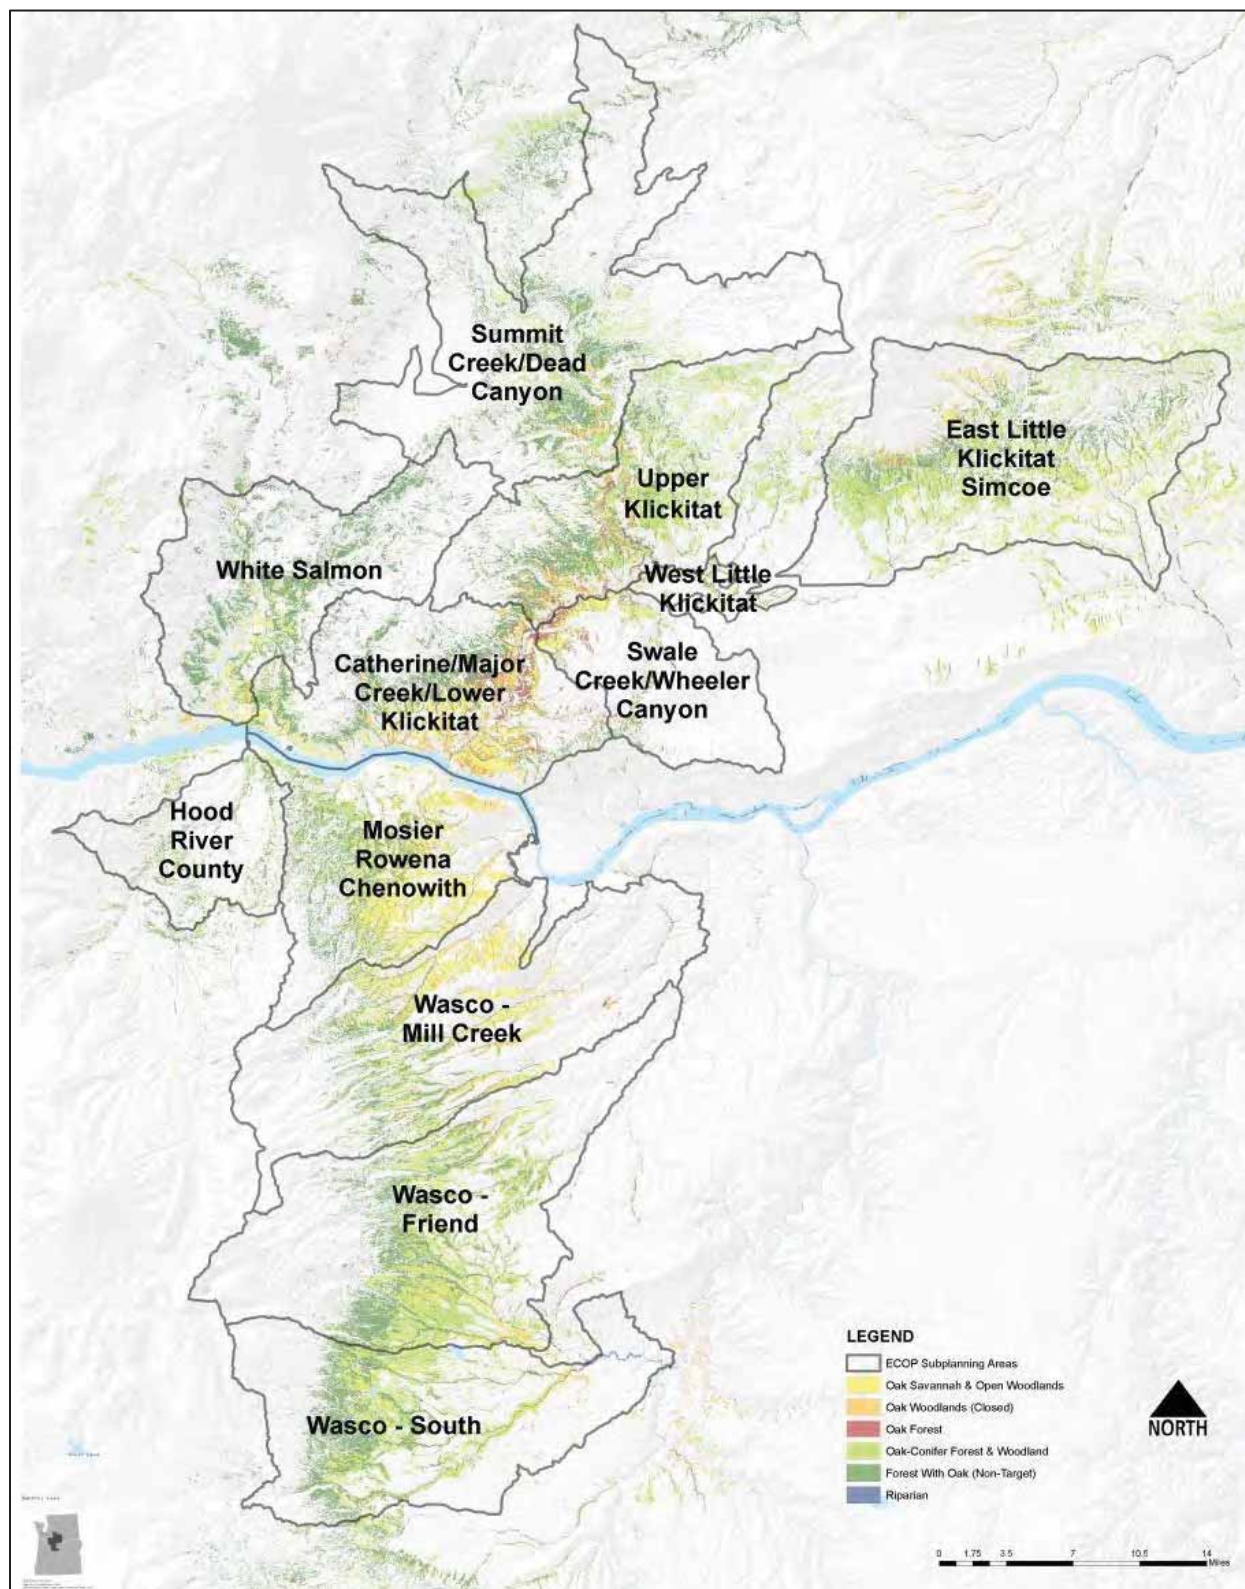 Summit
Creek/Dead
Canyon
East Little
Klickitat
Simcoe
Upper
Klickitat
White Salmon
West Little
Klickitat
Catherine/Major
Creek/Lower
Klickitat
Swale
Creek/Wheeler
Canyon
Hood
River
County
Mosier
Rowena
Chenowith
Wasco -
Mill Creek
Wasco -
Friend
Wasco - South
LEGEND
ECOP Subplanning Areas
Oak Savannah & Open Woodlands
Oak Woodlands (Closed)
Oak Forest
Oak-Conifer Forest & Woodland
Forest With Oak (Non-Target)
Riparian
NORTH
0 1.75 3.5 7 10.5 14
Miles